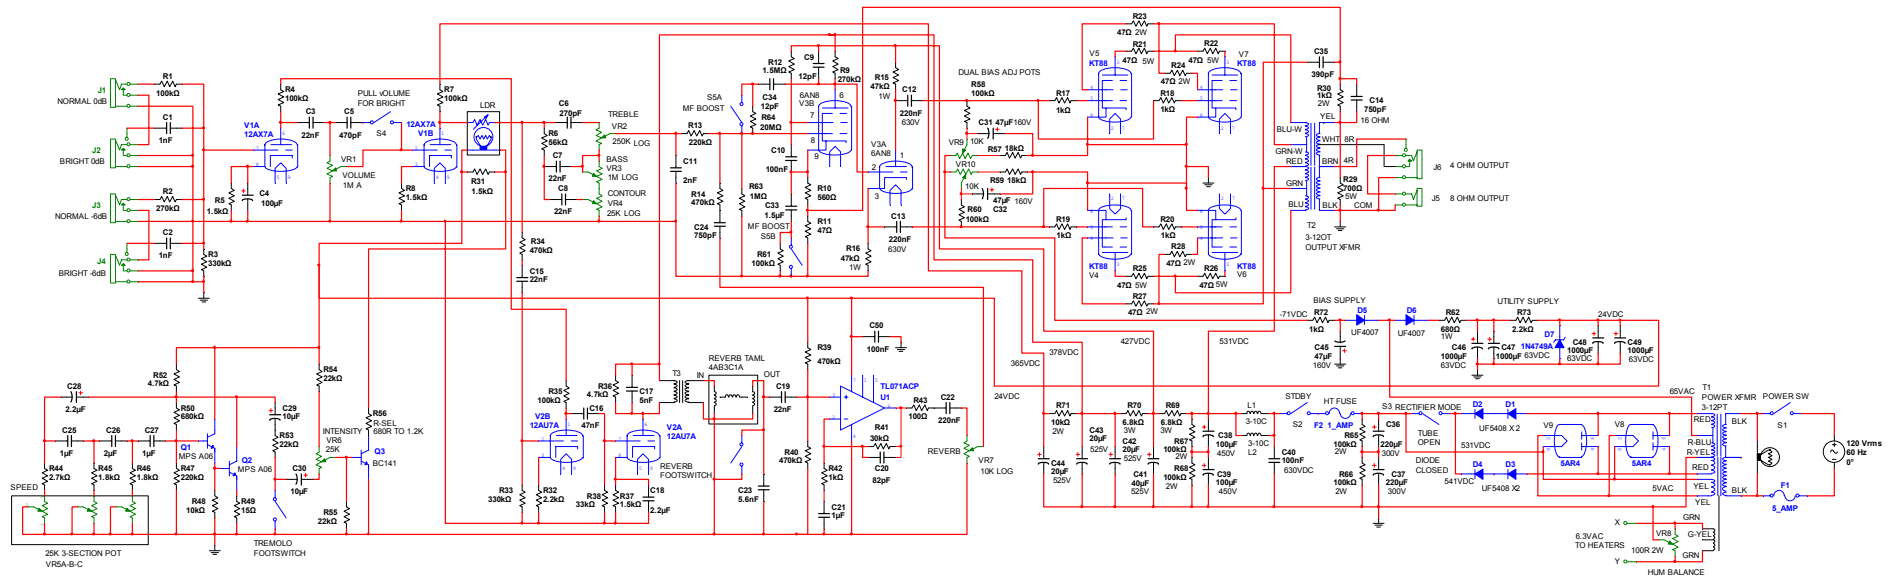 J1
NORMAL 0dB
R1
100kΩ
C1
1nF
J2
BRIGHT 0dB
J3
NORMAL -6dB
R2
270kΩ
C2
1nF
J4
BRIGHT -6dB
R3
330kΩ
R4
100kΩ
V1A
12AX7A
R5
1.5kΩ
C4
100µF
C3
22nF
C5
470pF
PULL VOLUME
FOR BRIGHT
S4
VR1
VOLUME
1M A
R7
100kΩ
12AX7A
V1B
R8
1.5kΩ
LDR
R31
1.5kΩ
R6
56kΩ
C6
270pF
C7
22nF
C8
22nF
TREBLE
VR2
250K LOG
BASS
VR3
1M LOG
CONTOUR
VR4
25K LOG
R34
470kΩ
C15
22nF
R13
220kΩ
C11
2nF
R14
470kΩ
C24
750pF
S5A
MF BOOST
R12
1.5MΩ
C34
12pF
R64
20MΩ
R63
1MΩ
C9
12pF
R9
270kΩ
6AN8
V3B
6
7
8
9
C10
100nF
C33
1.5µF
MF BOOST
S5B
R61
100kΩ
R10
560Ω
R11
47Ω
R15
47kΩ
1W
V3A
6AN8
1
2
3
R16
47kΩ
1W
C12
220nF
630V
C13
220nF
630V
DUAL BIAS ADJ POTS
R58
100kΩ
C31 47µF 160V
VR9
10K
VR10
10K
R57 18kΩ
R59 18kΩ
47µF
C32
160V
R60
100kΩ
R17
1kΩ
R19
1kΩ
V5
KT88
V7
KT88
R23
47Ω 2W
R21
47Ω 5W
R22
47Ω 5W
R24
47Ω 2W
R18
1kΩ
R20
1kΩ
R28
47Ω 2W
KT88
V4
KT88
V6
R25
47Ω 5W
R26
47Ω 5W
R27
47Ω 2W
C35
390pF
R30
1kΩ
2W
C14
750pF
16 OHM
YEL
BLU-W
WHT 8R
GRN-W
RED
BRN 4R
GRN
BLU
BLK
COM
R29
700Ω
5W
T2
3-12OT
OUTPUT XFMR
J6
4 OHM OUTPUT
J5
8 OHM OUTPUT
BIAS SUPPLY
UTILITY SUPPLY
-71VDC
R72
1kΩ
D5
UF4007
D6
UF4007
C45
47µF
160V
R62
680Ω
1W
R73
2.2kΩ
24VDC
C46
1000µF
63VDC
C47
1000µF
D7
1N4749A
63VDC
C48
1000µF
63VDC
C49
1000µF
63VDC
378VDC
365VDC
427VDC
531VDC
24VDC
R52
4.7kΩ
C28
2.2µF
C25
1µF
C26
2µF
C27
1µF
R50
680kΩ
R44
2.7kΩ
R45
1.8kΩ
R46
1.8kΩ
R47
220kΩ
Q1
MPS A06
Q2
MPS A06
R48
10kΩ
R49
15Ω
SPEED
25K 3-SECTION POT
VR5A-B-C
C29
10µF
R53
22kΩ
C30
10µF
TREMOLO
FOOTSWITCH
R54
22kΩ
INTENSITY
VR6
25K
R55
22kΩ
R56
R-SEL
680R TO 1.2K
Q3
BC141
R33
330kΩ
R32
2.2kΩ
R35
100kΩ
V2B
12AU7A
C16
47nF
R36
4.7kΩ
C17
5nF
R38
33kΩ
R37
1.5kΩ
C18
2.2µF
V2A
12AU7A
T3
REVERB TAML
4AB3C1A
IN
OUT
REVERB
FOOTSWITCH
C23
5.6nF
C19
22nF
R39
470kΩ
R40
470kΩ
C50
100nF
TL071ACP
U1
R41
30kΩ
C20
82pF
R42
1kΩ
C21
1µF
R43
100Ω
C22
220nF
REVERB
VR7
10K LOG
R71
10kΩ
2W
C44
20µF
525V
C43
20µF
525V
R70
6.8kΩ
3W
C42
20µF
525V
C41
40µF
525V
R69
6.8kΩ
3W
R67
100kΩ
2W
R68
100kΩ
2W
C38
100µF
450V
C39
100µF
450V
L1
3-10C
3-10C
L2
C40
100nF
630VDC
STDBY
S2
HT FUSE
F2 1_AMP
R65
100kΩ
2W
R66
100kΩ
2W
C36
220µF
300V
C37
220µF
300V
S3 RECTIFIER MODE
TUBE
OPEN
531VDC
DIODE
CLOSED
541VDC
D2
D1
UF5408 X2
D4
D3
UF5408 X2
V9
5AR4
V8
5AR4
65VAC
5VAC
T1
POWER XFMR
3-12PT
RED
R-BLU
R-YEL
RED
YEL
YEL
BLK
BLK
POWER SW
S1
120 Vrms
60 Hz
0°
F1
5_AMP
X
6.3VAC
TO HEATERS
Y
VR8
100R 2W
HUM BALANCE
GRN
G-YEL
GRN